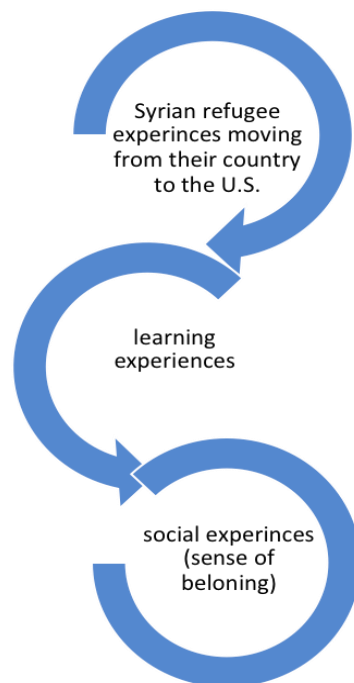 Syrian refugee
experinces moving
from their country
to the U.S.
learning
experiences
social experinces
(sense of
beloning)